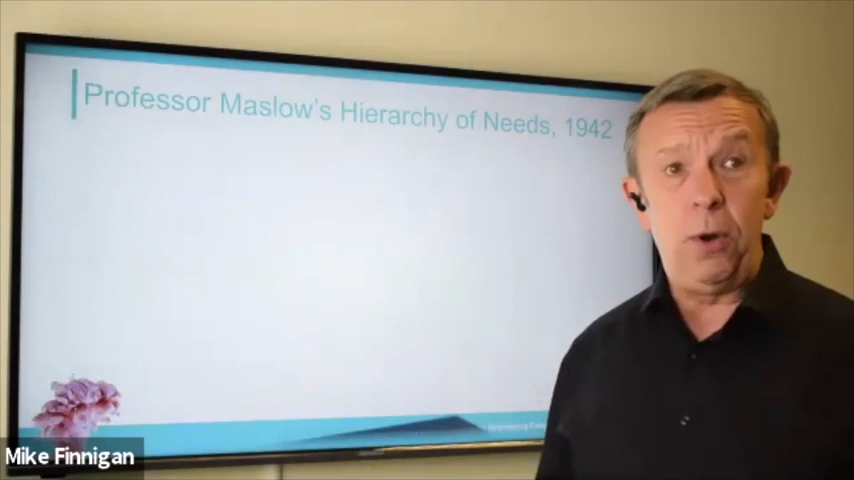 Professor Maslow's Hierarchy of Needs, 1942
Mike Finnigan